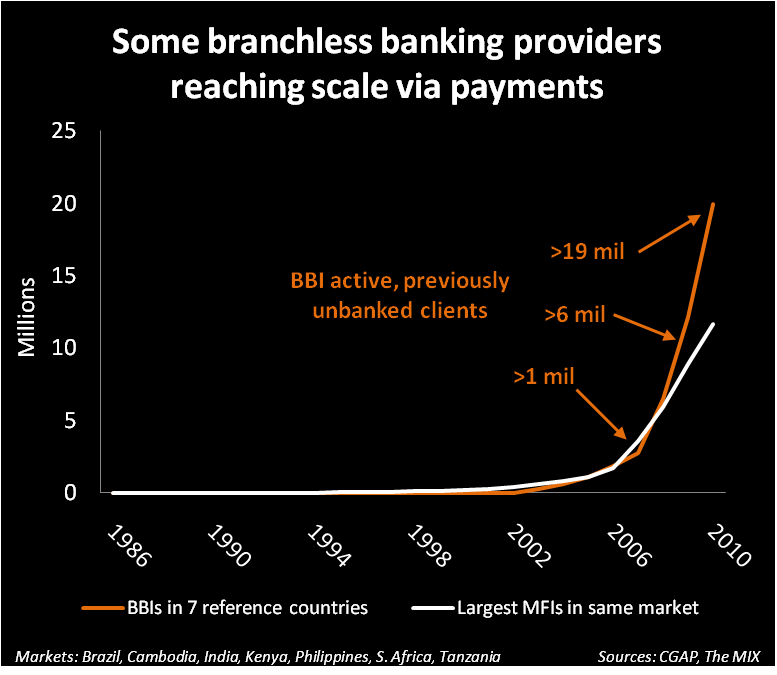 Some branchless banking providers
reaching scale via payments
25
20
15
10
5
0
Millions
>19 mil
BBI active, previously
unbanked clients
>6 mil
>1 mil
1986
1990
1994
1998
2002
2006
2010
BBIs in 7 reference countries
Largest MFIs in same market
Markets: Brazil, Cambodia, India, Kenya, Philippines, S. Africa, Tanzania
Sources: CGAP, The MIX